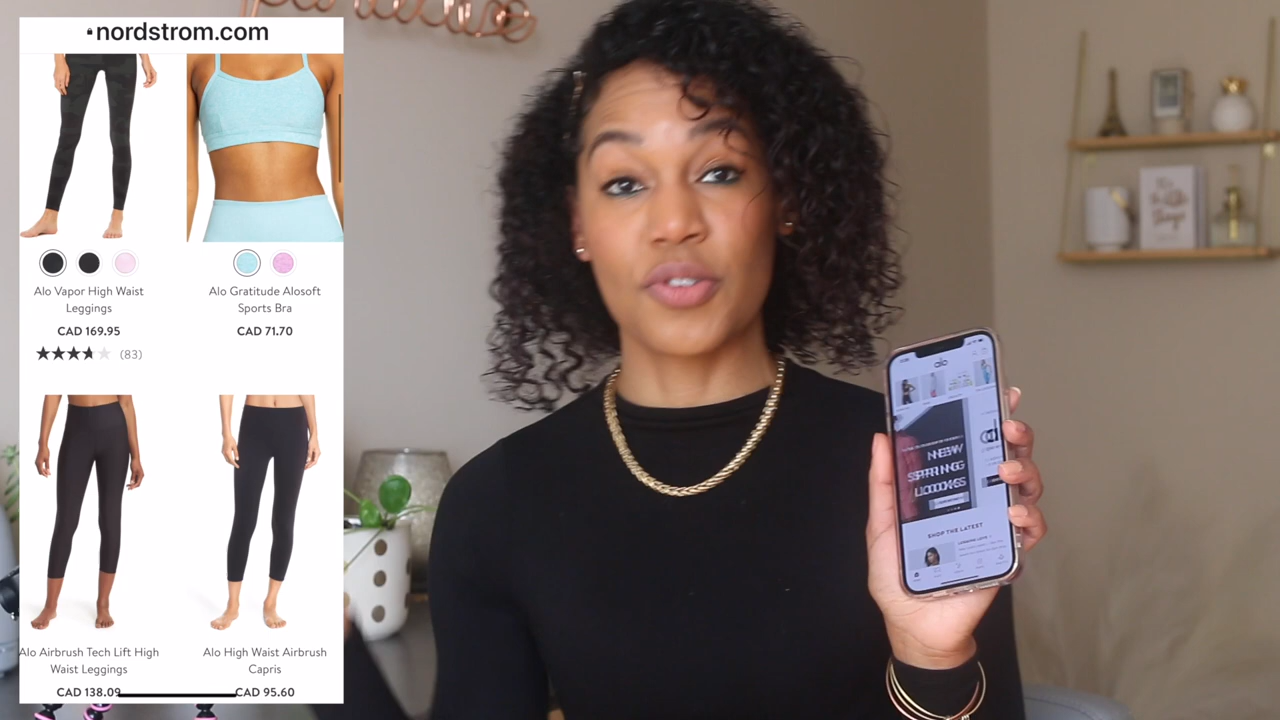 paradise
nordstrom.com
Alo Vapor High Waist
Leggings
CAD 169.95
(83)
Alo Gratitude Alosoft
Sports Bra
CAD 71.70
Alo Airbrush Tech Lift High
Waist Leggings
CAD 138.09
Alo High Waist Airbrush
Capris
CAD 95.60
alo
NEW
SPRING
LOOKS
SHOP THE LATEST